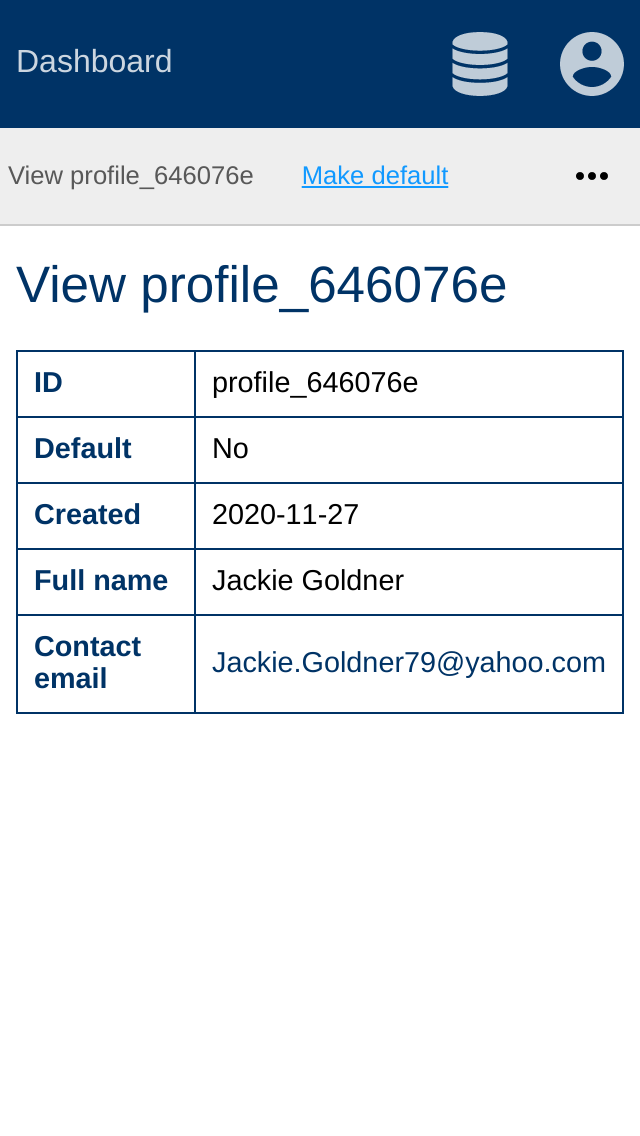 Dashboard
View profile_646076e Make default
View profile_646076e
ID profile_646076e
Default No
Created 2020-11-27
Full name Jackie Goldner
Contact
email
Jackie.Goldner79@yahoo.com